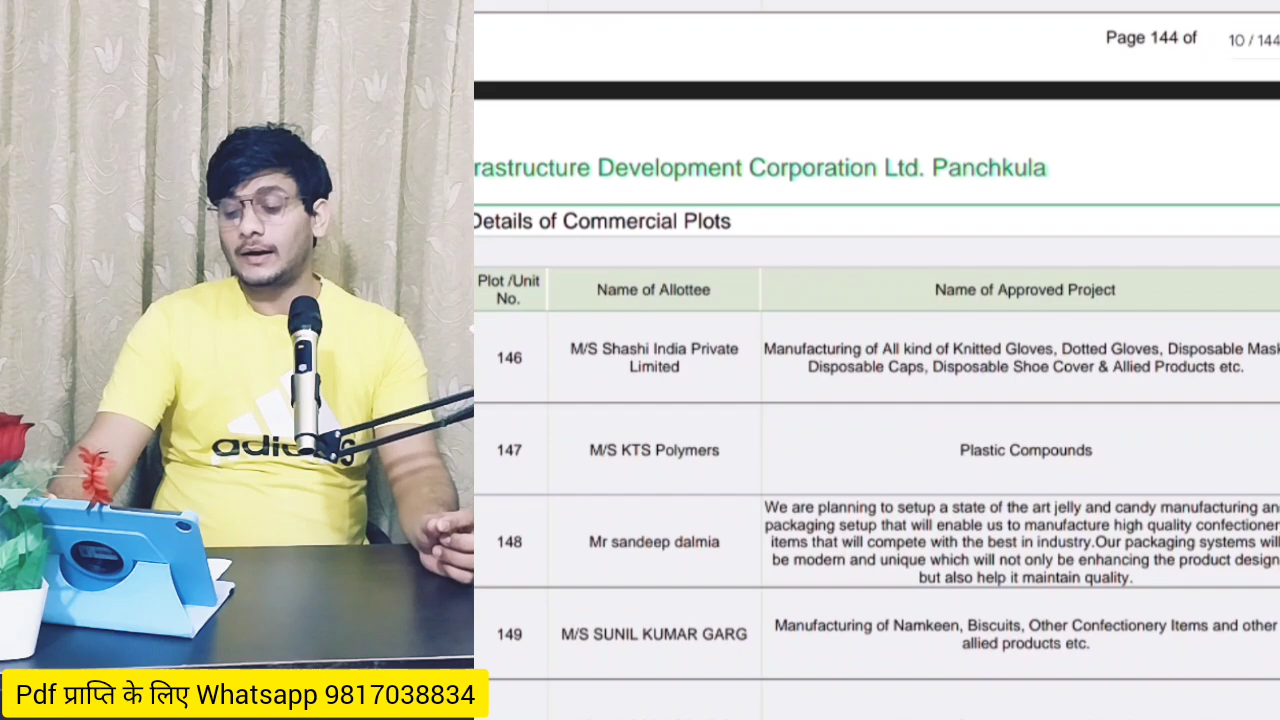 Page 144 of 10 / 144
rastructure Development Corporation Ltd. Panchkula
Details of Commercial Plots
Plot /Unit No. Name of Allottee Name of Approved Project
146 M/S Shashi India Private Limited
Manufacturing of All kind of Knitted Gloves, Dotted Gloves, Disposable Mask
Disposable Caps, Disposable Shoe Cover & Allied Products etc.
147 M/S KTS Polymers Plastic Compounds
148 Mr sandeep dalmia
We are planning to setup a state of the art jelly and candy manufacturing an
packaging setup that will enable us to manufacture high quality confectioner
items that will compete with the best in industry.Our packaging systems will
be modern and unique which will not only be enhancing the product design
but also help it maintain quality.
149 M/S SUNIL KUMAR GARG
Manufacturing of Namkeen, Biscuits, Other Confectionery Items and other
allied products etc.
adidas
Pdf प्राप्ति के लिए Whatsapp 9817038834